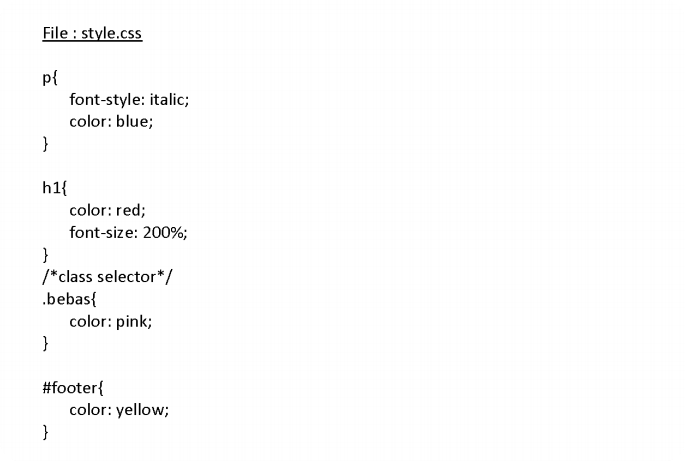 File : style.css
p{
font-style: italic;
color: blue;
}
h1{
color: red;
font-size: 200%;
}
/*class selector*/
.bebas{
color: pink;
}
#footer{
color: yellow;
}